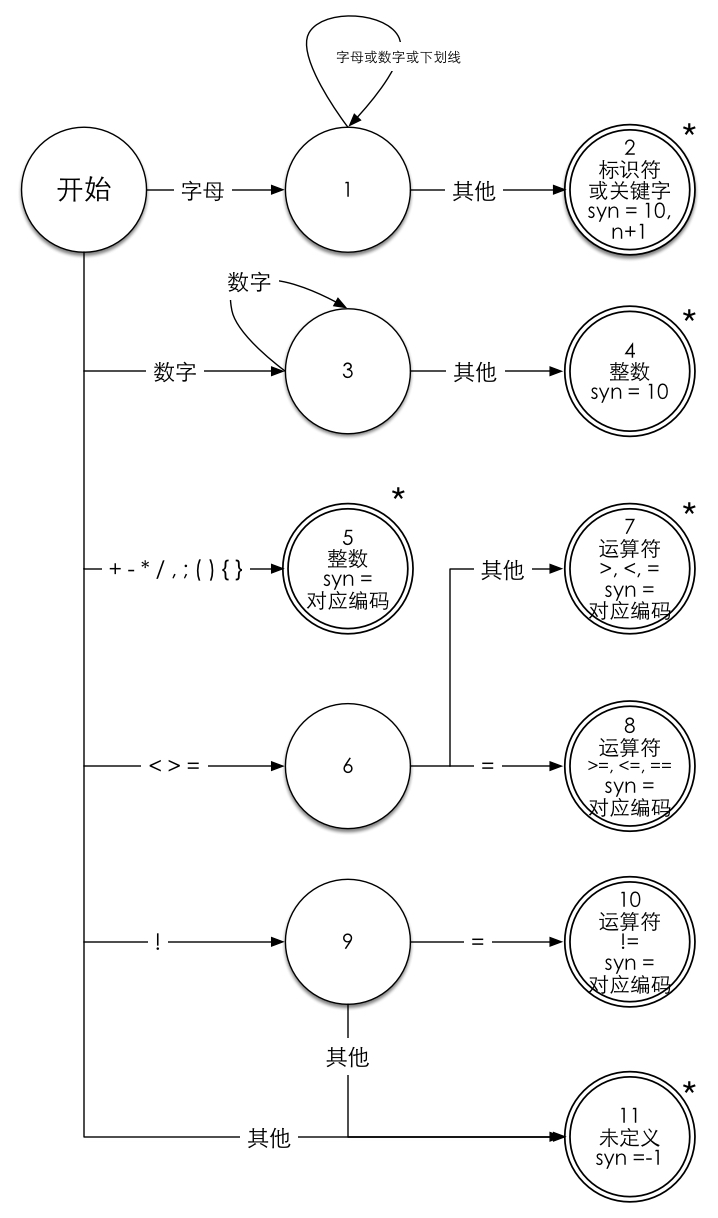 字母或数字或下划线
开始
字母
1
其他
*
2
标识符
或关键字
syn = 10,
n+1
数字
数字
3
其他
*
4
整数
syn = 10
+ - * / , ; ( ) { }
*
5
整数
syn =
对应编码
其他
*
7
运算符
>, <, =
syn =
对应编码
< > =
6
=
8
运算符
>=, <=, ==
syn =
对应编码
!
9
=
10
运算符
!=
syn =
对应编码
其他
其他
*
11
未定义
syn =-1